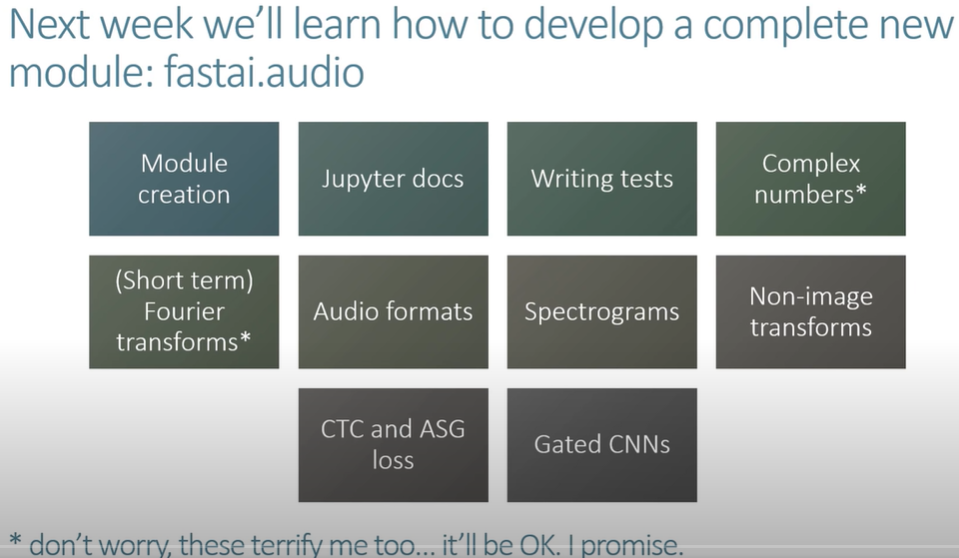 Next week we’ll learn how to develop a complete new
module: fastai.audio
Module
creation
Jupyter docs
Writing tests
Complex
numbers*
(Short term)
Fourier
transforms*
Audio formats
Spectrograms
Non-image
transforms
CTC and ASG
loss
Gated CNNs
* don’t worry, these terrify me too... it’ll be OK. I promise.